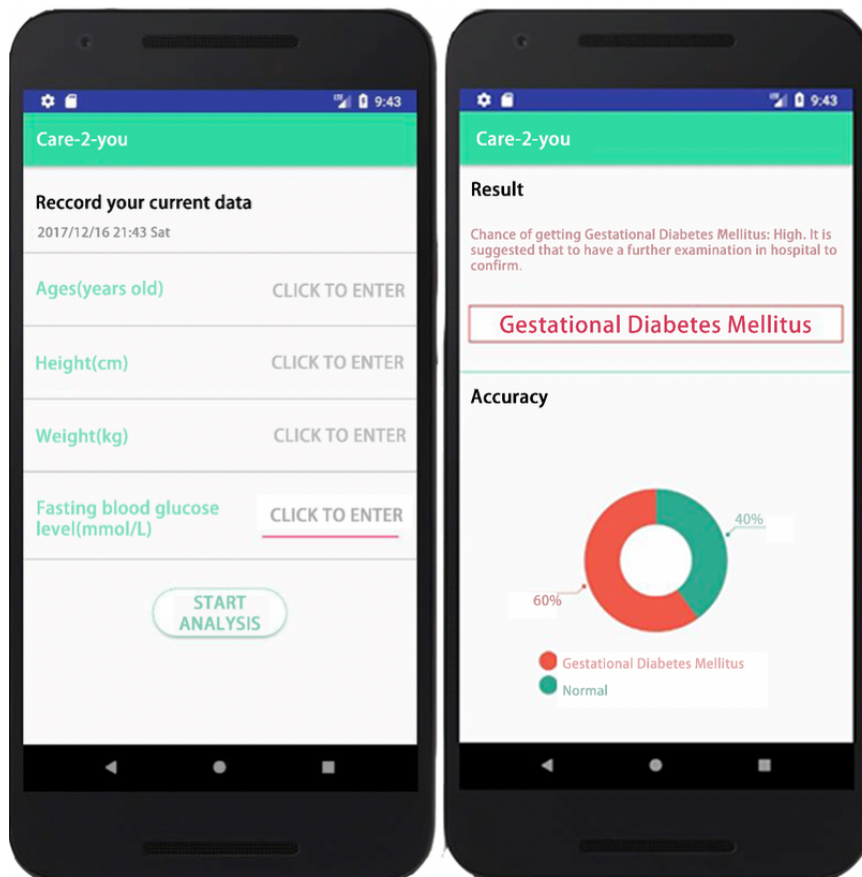 LTE 9:43
Care-2-you
Reccord your current data
2017/12/16 21:43 Sat
Ages(years old) CLICK TO ENTER
Height(cm) CLICK TO ENTER
Weight(kg) CLICK TO ENTER
Fasting blood glucose
level(mmol/L) CLICK TO ENTER
START
ANALYSIS
LTE 9:43
Care-2-you
Result
Chance of getting Gestational Diabetes Mellitus: High. It is
suggested that to have a further examination in hospital to
confirm.
Gestational Diabetes Mellitus
Accuracy
40%
60%
Gestational Diabetes Mellitus
Normal